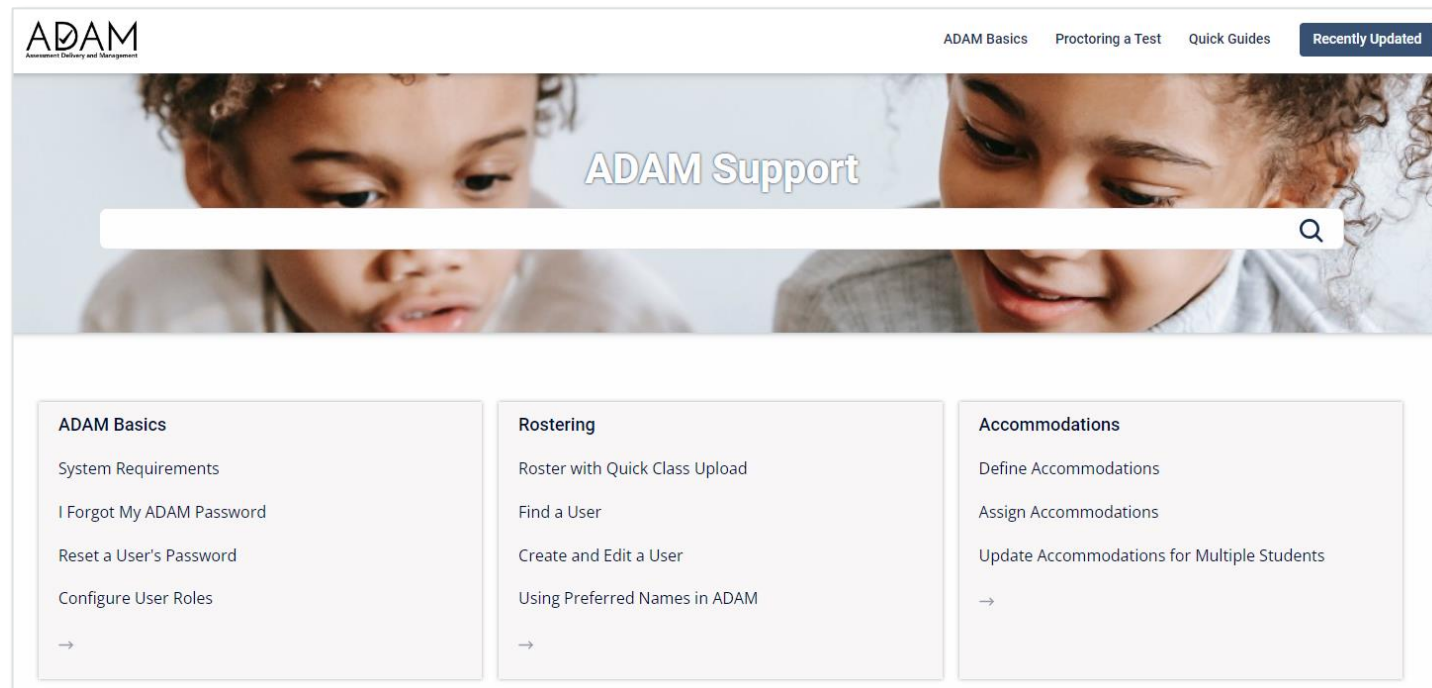 ADAM
Assessment Delivery and Management
ADAM Basics Proctoring a Test Quick Guides Recently Updated
ADAM Support
ADAM Basics
System Requirements
I Forgot My ADAM Password
Reset a User's Password
Configure User Roles
→
Rostering
Roster with Quick Class Upload
Find a User
Create and Edit a User
Using Preferred Names in ADAM
→
Accommodations
Define Accommodations
Assign Accommodations
Update Accommodations for Multiple Students
→